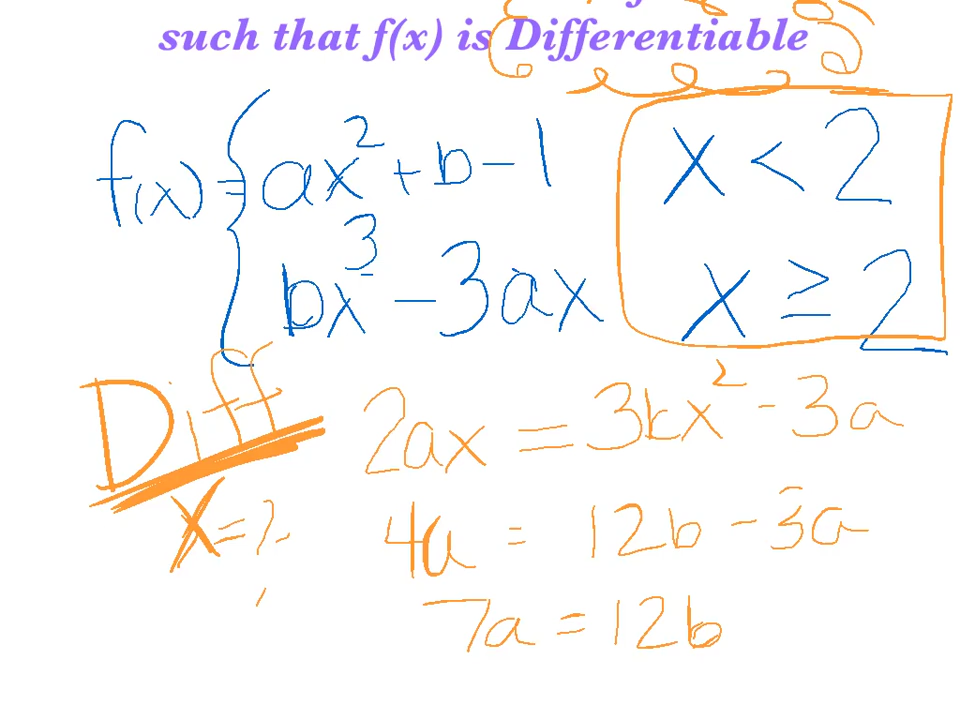 such that f(x) is Differentiable
f(x) = { ax² + b - 1 x < 2
bx³ - 3ax x ≥ 2
Diff 2ax = 3bx² - 3a
x = 2 4a = 12b - 3a
7a = 12b